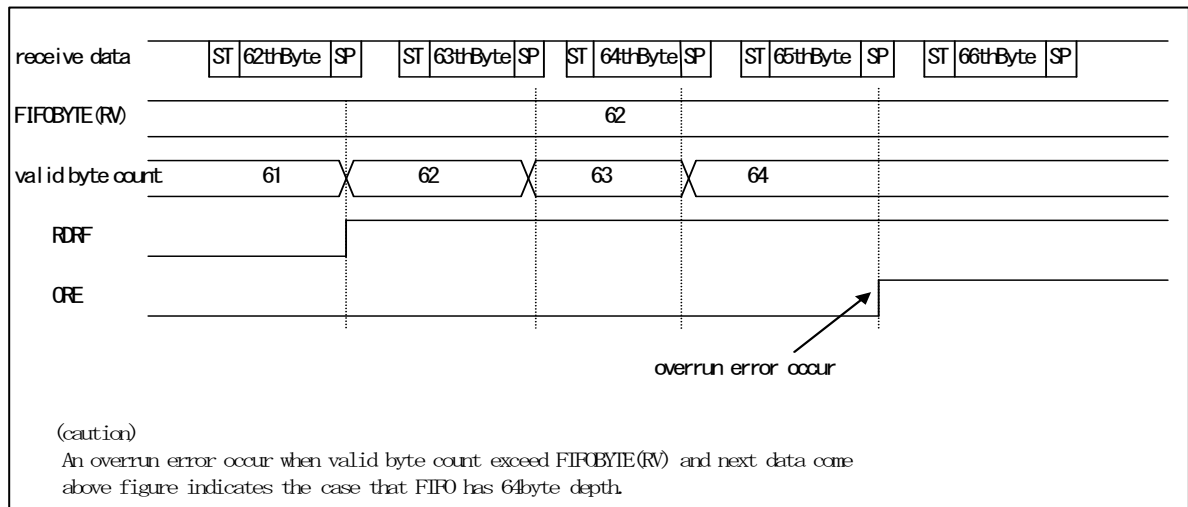 receive data ST 62thByte SP ST 63thByte SP ST 64thByte SP ST 65thByte SP ST 66thByte SP
FIFOBYTE(RV) 62
valid byte count 61 62 63 64
RDRF
ORE
overrun error occur
(caution)
An overrun error occur when valid byte count exceed FIFOBYTE(RV) and next data come
above figure indicates the case that FIFO has 64byte depth.